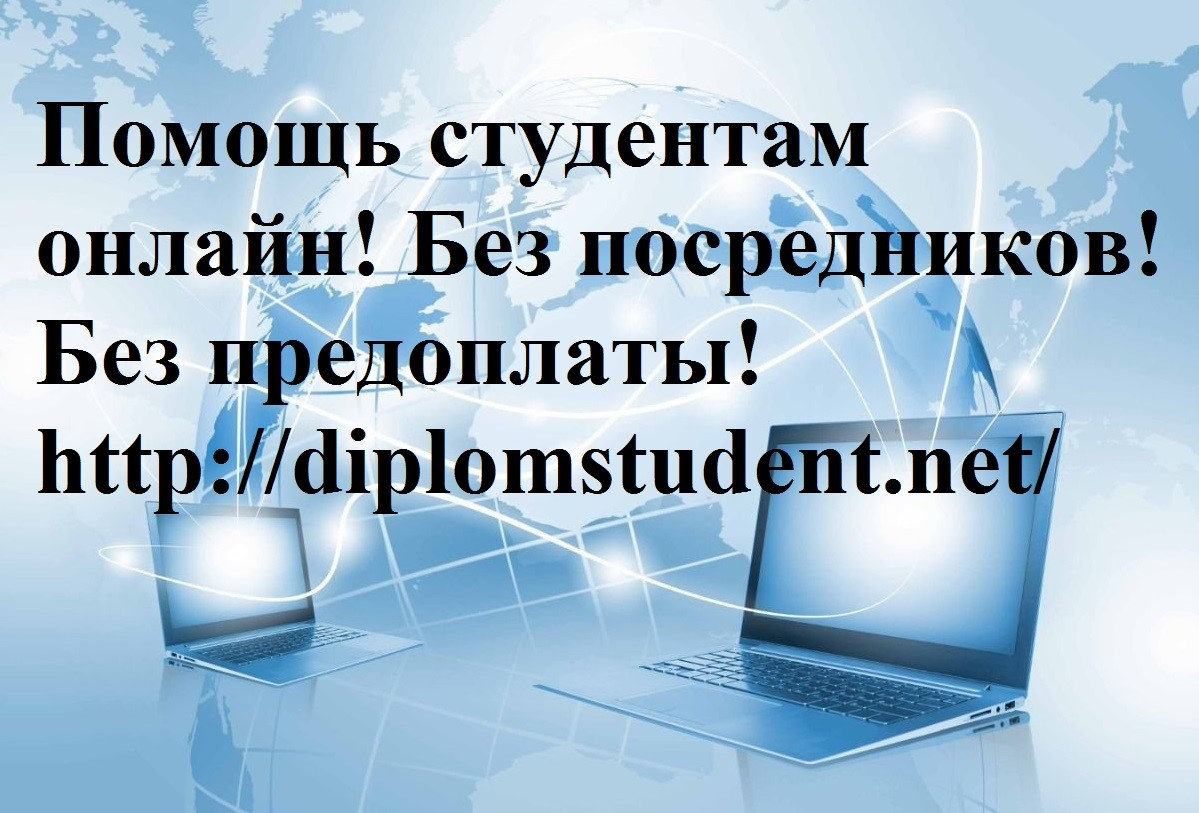 Помощь студентам
онлайн! Без посредников!
Без предоплаты!
http://diplomstudent.net/